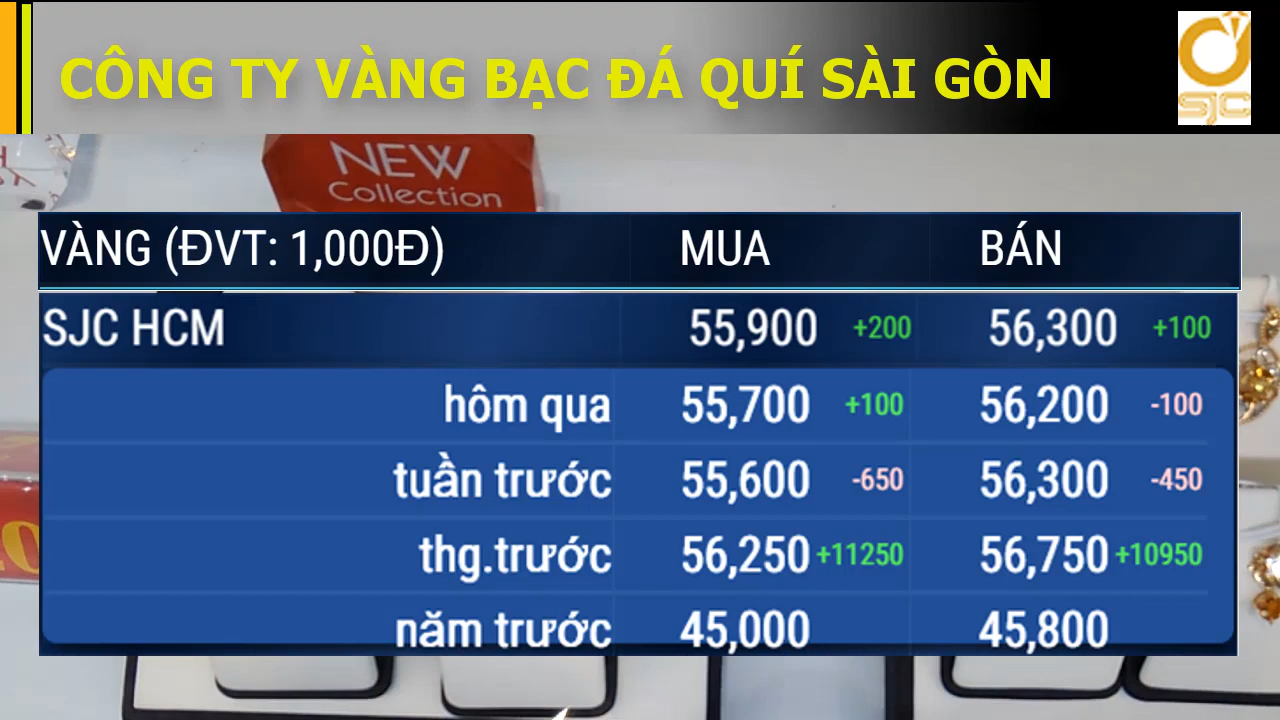 CÔNG TY VÀNG BẠC ĐÁ QUÍ SÀI GÒN
SJC
NEW
Collection
VÀNG (ĐVT: 1,000Đ) MUA BÁN
SJC HCM 55,900 +200 56,300 +100
hôm qua 55,700 +100 56,200 -100
tuần trước 55,600 -650 56,300 -450
thg.trước 56,250 +11250 56,750 +10950
năm trước 45,000 45,800